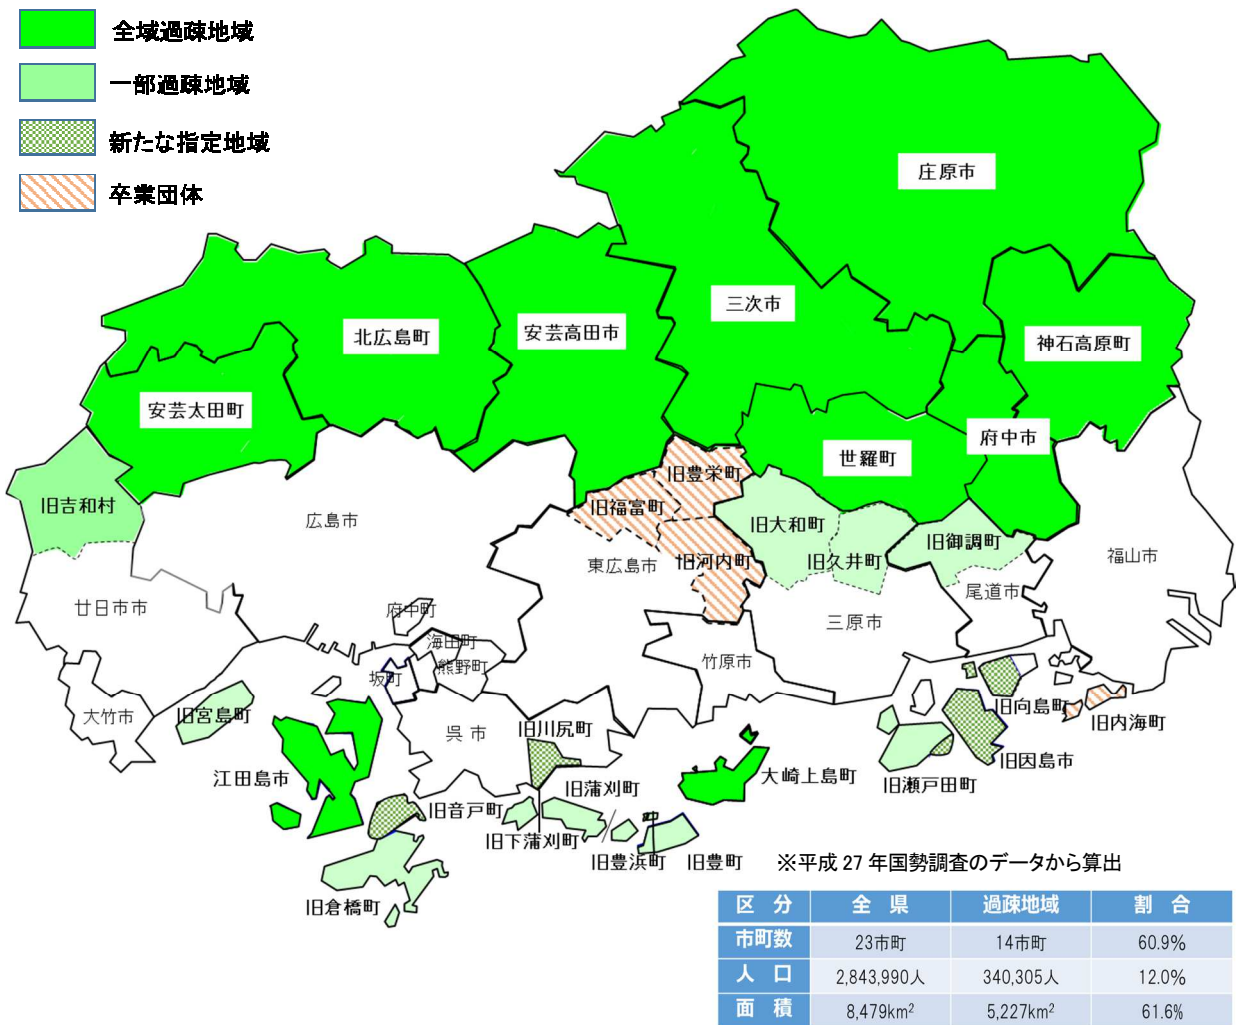 全域過疎地域
一部過疎地域
新たな指定地域
卒業団体
庄原市
三次市
北広島町
安芸高田市
神石高原町
安芸太田町
府中市
世羅町
旧豊栄町
旧吉和村
旧福富町
広島市
旧大和町
旧御調町
福山市
東広島市
旧河内町
旧久井町
廿日市市
尾道市
府中町
三原市
海田町
竹原市
熊野町
坂町
大竹市
旧宮島町
旧向島町
旧内海町
呉市
旧川尻町
江田島市
大崎上島町
旧因島市
旧瀬戸田町
旧蒲刈町
旧音戸町
旧下蒲刈町
旧豊浜町
旧豊町
旧倉橋町
※平成27年国勢調査のデータから算出
区 分 全 県 過疎地域 割 合
市町数 23市町 14市町 60.9%
人 口 2,843,990人 340,305人 12.0%
面 積 8,479km² 5,227km² 61.6%